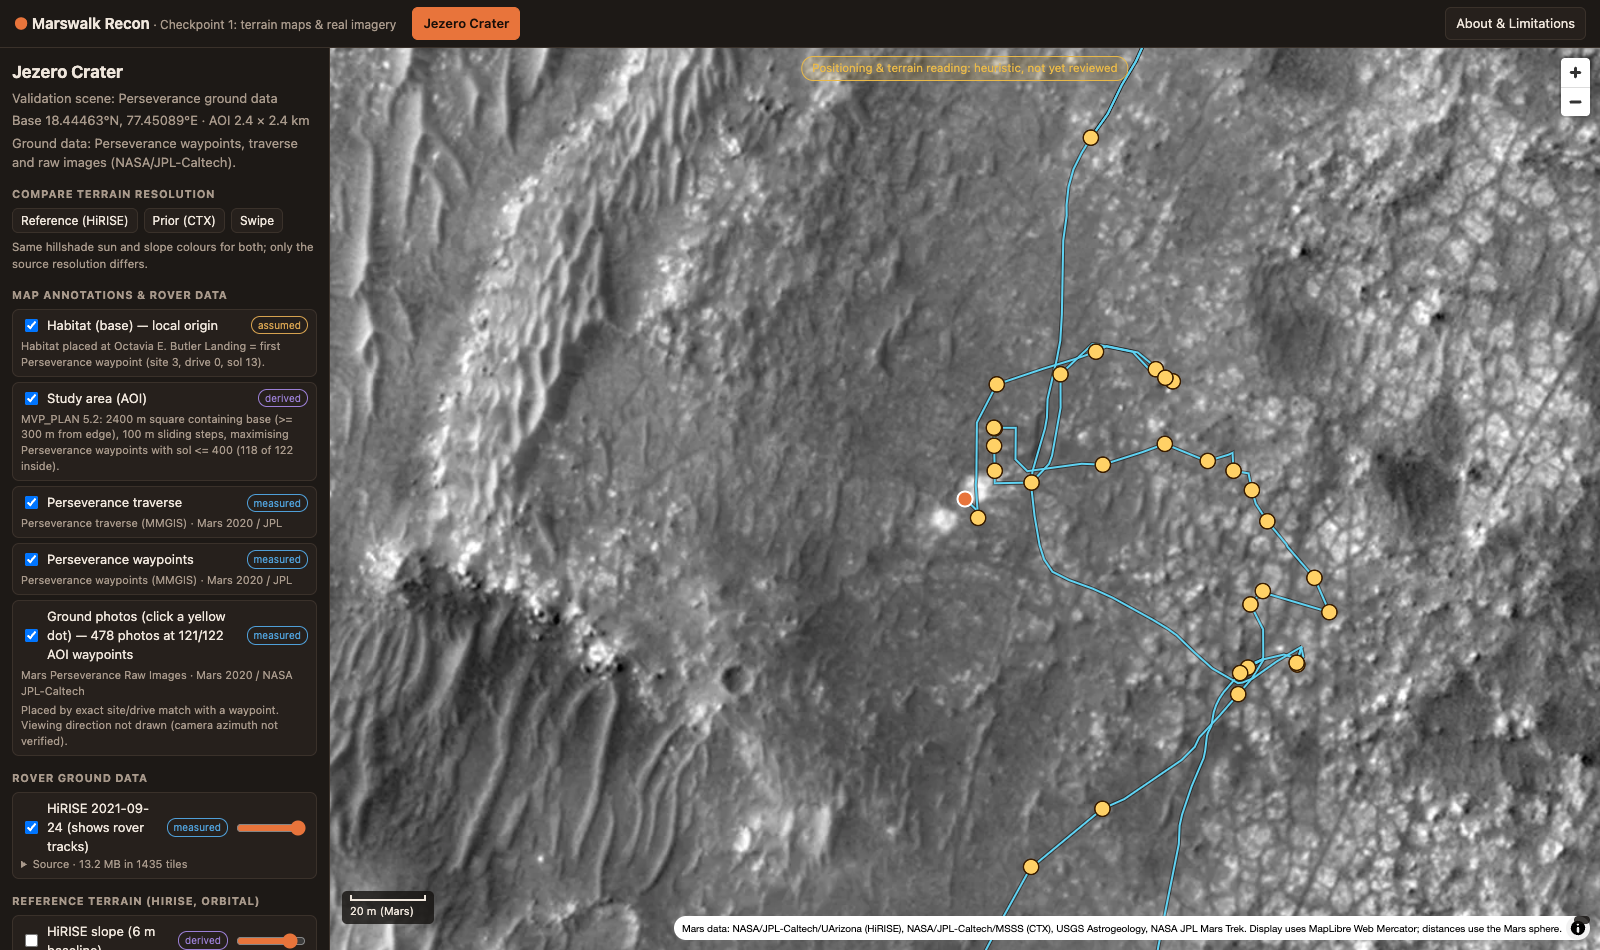 Marswalk Recon · Checkpoint 1: terrain maps & real imagery
Jezero Crater
About & Limitations
Jezero Crater
Validation scene: Perseverance ground data
Base 18.44463°N, 77.45089°E · AOI 2.4 × 2.4 km
Ground data: Perseverance waypoints, traverse
and raw images (NASA/JPL-Caltech).
COMPARE TERRAIN RESOLUTION
Reference (HiRISE)
Prior (CTX)
Swipe
Same hillshade sun and slope colours for both; only the
source resolution differs.
MAP ANNOTATIONS & ROVER DATA
Habitat (base) — local origin
assumed
Habitat placed at Octavia E. Butler Landing = first
Perseverance waypoint (site 3, drive 0, sol 13).
Study area (AOI)
derived
MVP_PLAN 5.2: 2400 m square containing base (>=
300 m from edge), 100 m sliding steps, maximising
Perseverance waypoints with sol <= 400 (118 of 122
inside).
Perseverance traverse
measured
Perseverance traverse (MMGIS) · Mars 2020 / JPL
Perseverance waypoints
measured
Perseverance waypoints (MMGIS) · Mars 2020 / JPL
Ground photos (click a yellow
dot) — 478 photos at 121/122
AOI waypoints
measured
Mars Perseverance Raw Images · Mars 2020 / NASA
JPL-Caltech
Placed by exact site/drive match with a waypoint.
Viewing direction not drawn (camera azimuth not
verified).
ROVER GROUND DATA
HiRISE 2021-09-
24 (shows rover
tracks)
measured
Source · 13.2 MB in 1435 tiles
REFERENCE TERRAIN (HIRISE, ORBITAL)
HiRISE slope (6 m
baseline)
derived
Positioning & terrain reading: heuristic, not yet reviewed
+
−
20 m (Mars)
Mars data: NASA/JPL-Caltech/UArizona (HiRISE), NASA/JPL-Caltech/MSSS (CTX), USGS Astrogeology, NASA JPL Mars Trek. Display uses MapLibre Web Mercator; distances use the Mars sphere.